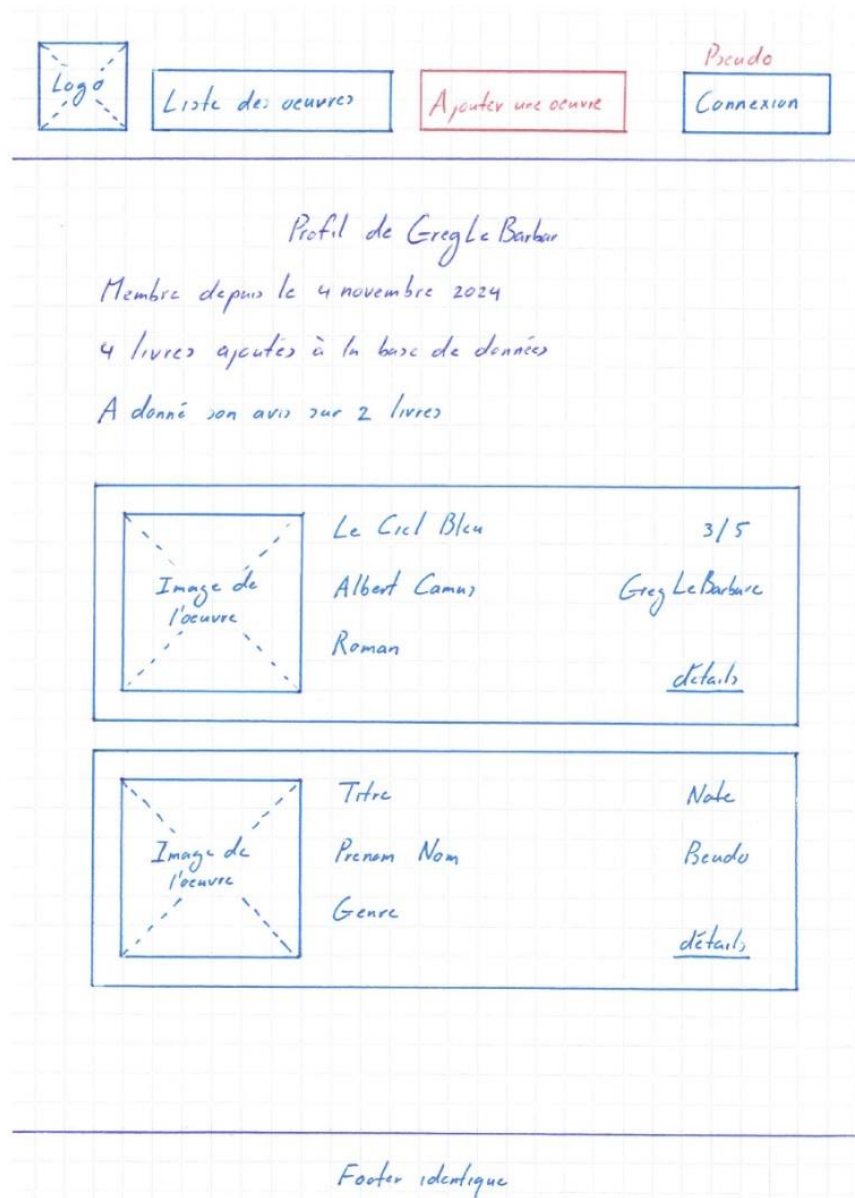 Pseudo
Logo
Liste des oeuvres
Ajouter une oeuvre
Connexion
Profil de GregLeBarbar
Membre depuis le 4 novembre 2024
4 livres ajoutés à la base de données
A donné son avis sur 2 livres
Image de
l'oeuvre
Le Ciel Bleu
3/5
Albert Camus
GregLeBarbare
Roman
détails
Image de
l'oeuvre
Titre
Note
Prenom Nom
Pseudo
Genre
détails
Footer identique